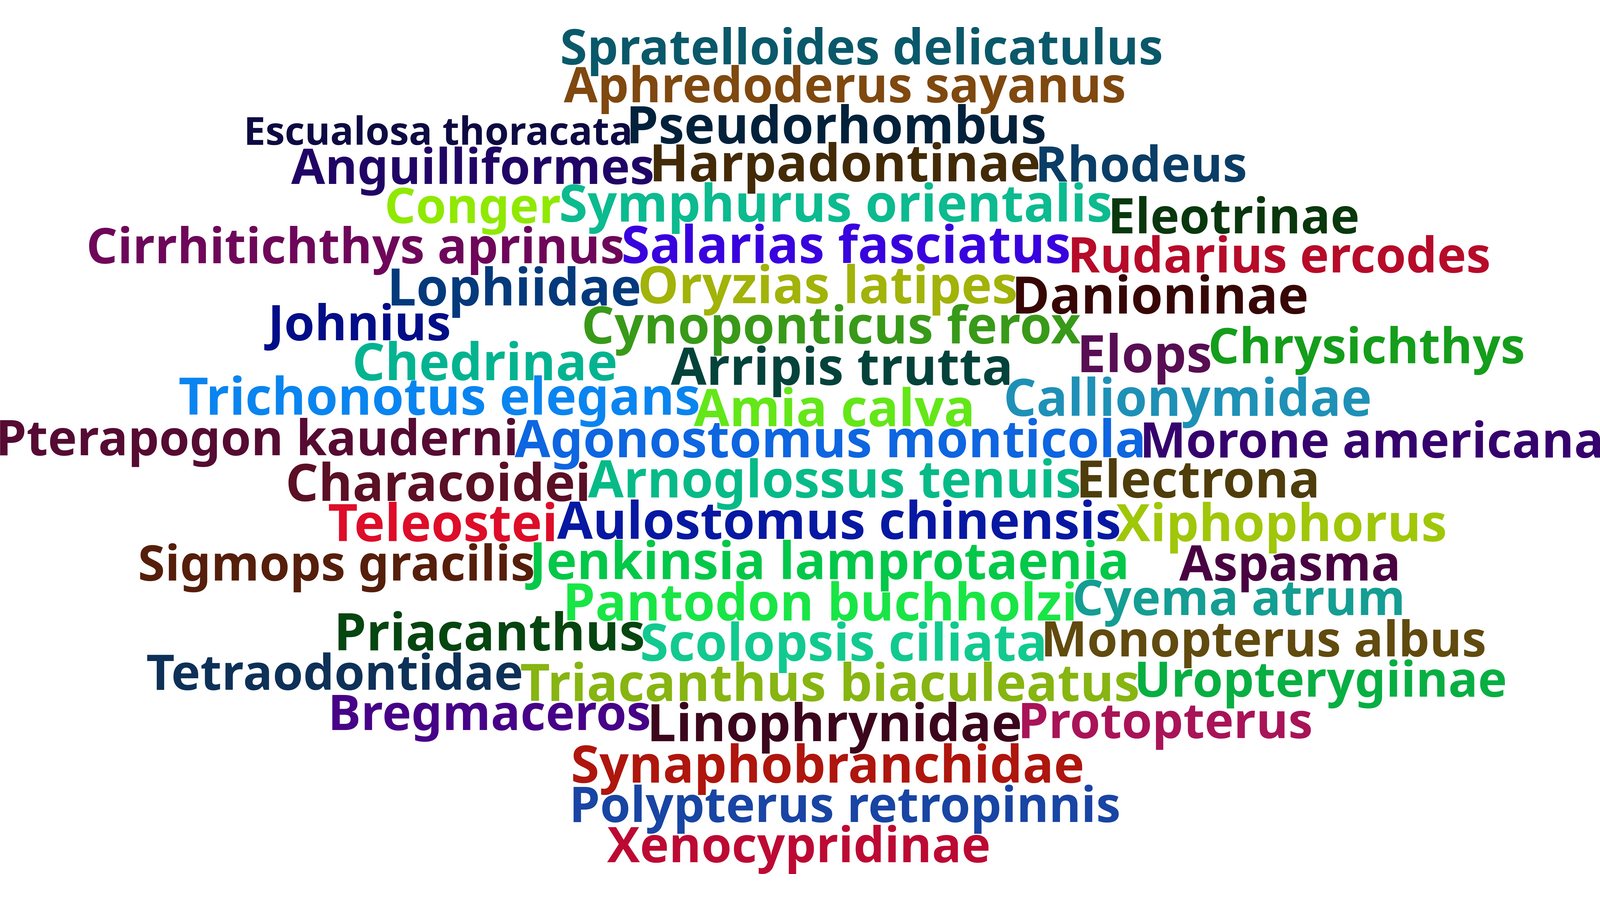 Spratelloides delicatulus
Aphredoderus sayanus
Escualosa thoracata Pseudorhombus
Anguilliformes Harpadontinae Rhodeus
Conger Symphurus orientalis Eleotrinae
Cirrhitichthys aprinus Salarias fasciatus Rudarius ercodes
Lophiidae Oryzias latipes Danioninae
Johnius Cynoponticus ferox Elops Chrysichthys
Chedrinae Arripis trutta
Trichonotus elegans Amia calva Callionymidae
Pterapogon kauderni Agonostomus monticola Morone americana
Characoidei Arnoglossus tenuis Electrona
Teleostei Aulostomus chinensis Xiphophorus
Sigmops gracilis Jenkinsia lamprotaenia Aspasma
Pantodon buchholzi Cyema atrum
Priacanthus Scolopsis ciliata Monopterus albus
Tetraodontidae Triacanthus biaculeatus Uropterygiinae
Bregmaceros Linophrynidae Protopterus
Synaphobranchidae
Polypterus retropinnis
Xenocypridinae